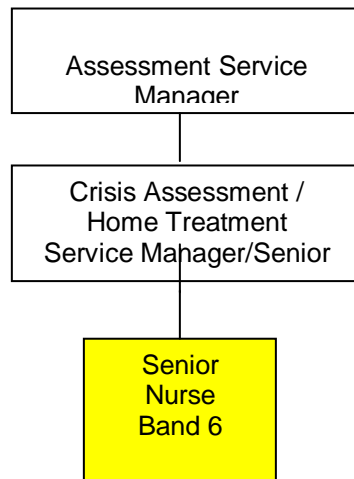 Assessment Service
Manager
Crisis Assessment /
Home Treatment
Service Manager/Senior
Senior
Nurse
Band 6